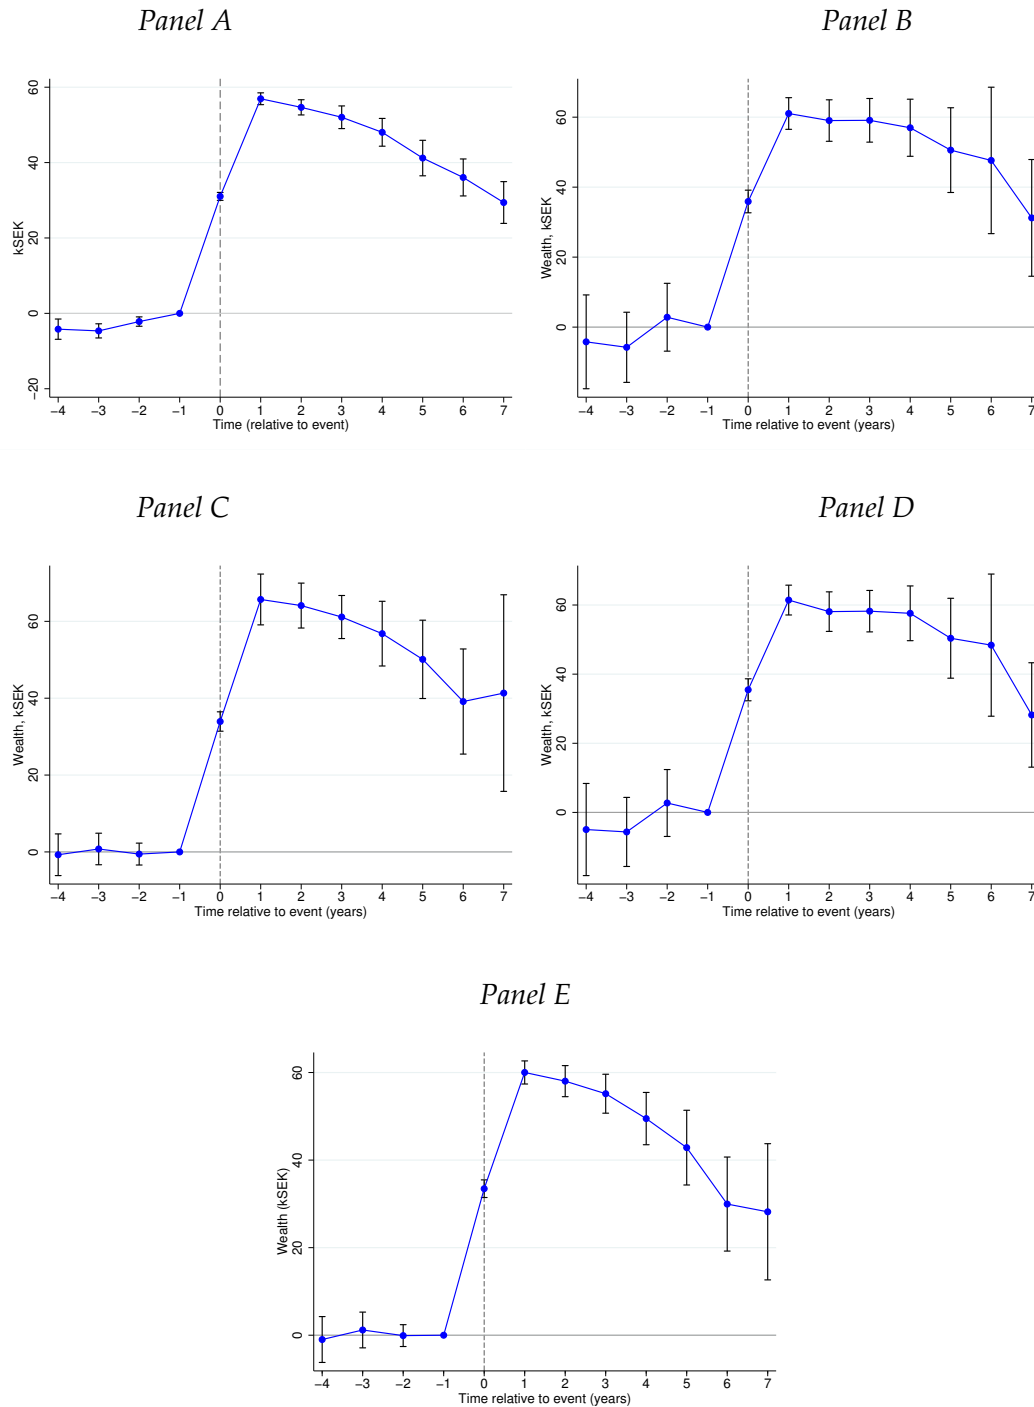 Panel A
kSEK
60
40
20
0
−20
−4 −3 −2 −1 0 1 2 3 4 5 6 7
Time (relative to event)
Panel B
Wealth, kSEK
60
40
20
0
−4 −3 −2 −1 0 1 2 3 4 5 6 7
Time relative to event (years)
Panel C
Wealth, kSEK
60
40
20
0
−4 −3 −2 −1 0 1 2 3 4 5 6 7
Time relative to event (years)
Panel D
Wealth, kSEK
60
40
20
0
−4 −3 −2 −1 0 1 2 3 4 5 6 7
Time relative to event (years)
Panel E
Wealth (kSEK)
60
40
20
0
−4 −3 −2 −1 0 1 2 3 4 5 6 7
Time relative to event (years)